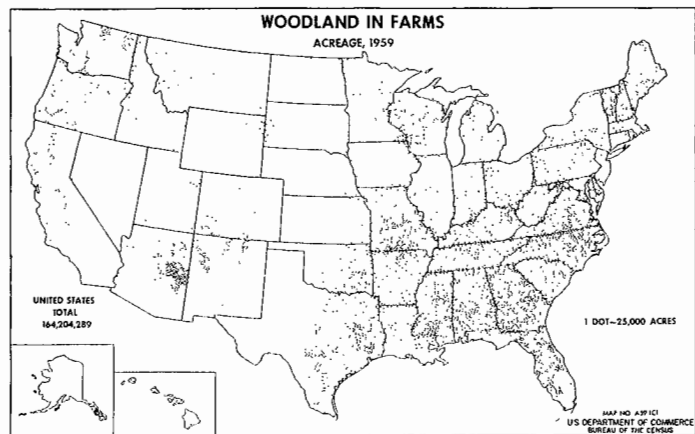 WOODLAND IN FARMS
ACREAGE, 1959
UNITED STATES
TOTAL
164,204,289
1 DOT–25,000 ACRES
MAP NO A59 1C1
US DEPARTMENT OF COMMERCE
BUREAU OF THE CENSUS